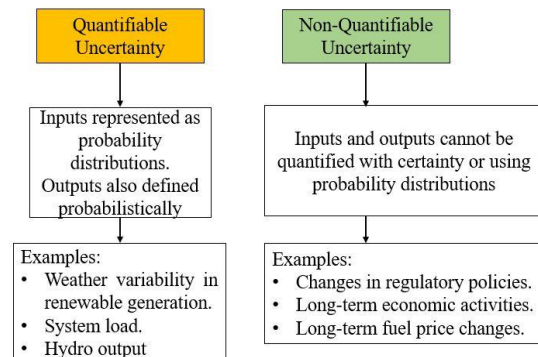 Quantifiable
Uncertainty
Inputs represented as
probability
distributions.
Outputs also defined
probabilistically
Examples:
• Weather variability in
renewable generation.
• System load.
• Hydro output
Non-Quantifiable
Uncertainty
Inputs and outputs cannot be
quantified with certainty or using
probability distributions
Examples:
• Changes in regulatory policies.
• Long-term economic activities.
• Long-term fuel price changes.